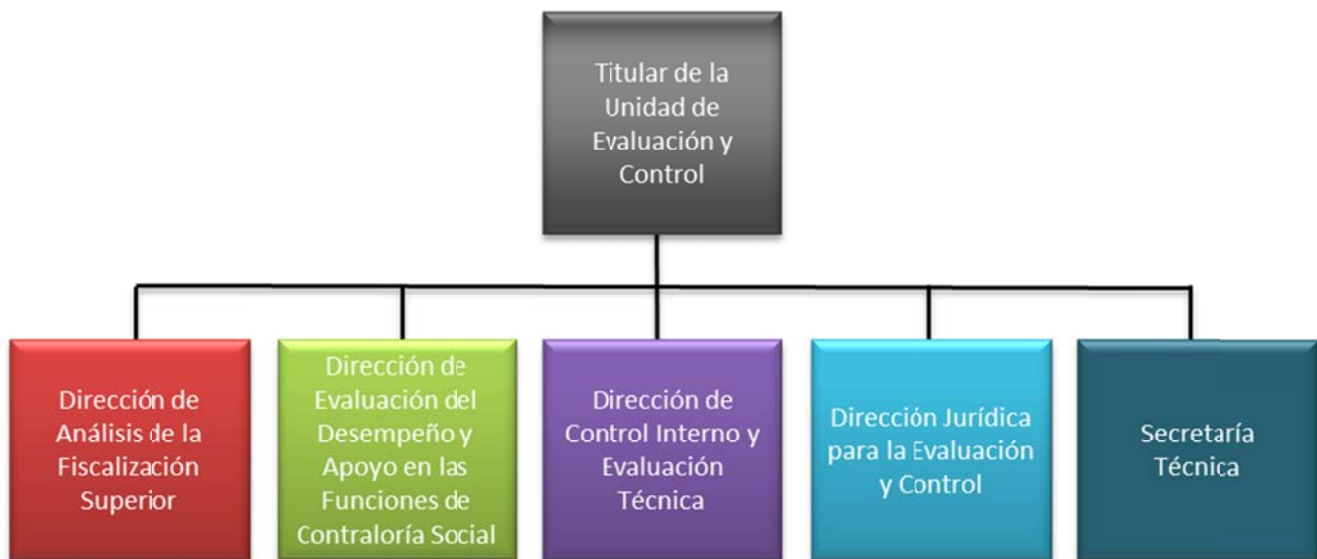 Titular de la
Unidad de
Evaluación y
Control
Dirección de
Análisis de la
Fiscalización
Superior
Dirección de
Evaluación del
Desempeño y
Apoyo en las
Funciones de
Contraloría Social
Dirección de
Control Interno y
Evaluación
Técnica
Dirección Jurídica
para la Evaluación
y Control
Secretaría
Técnica